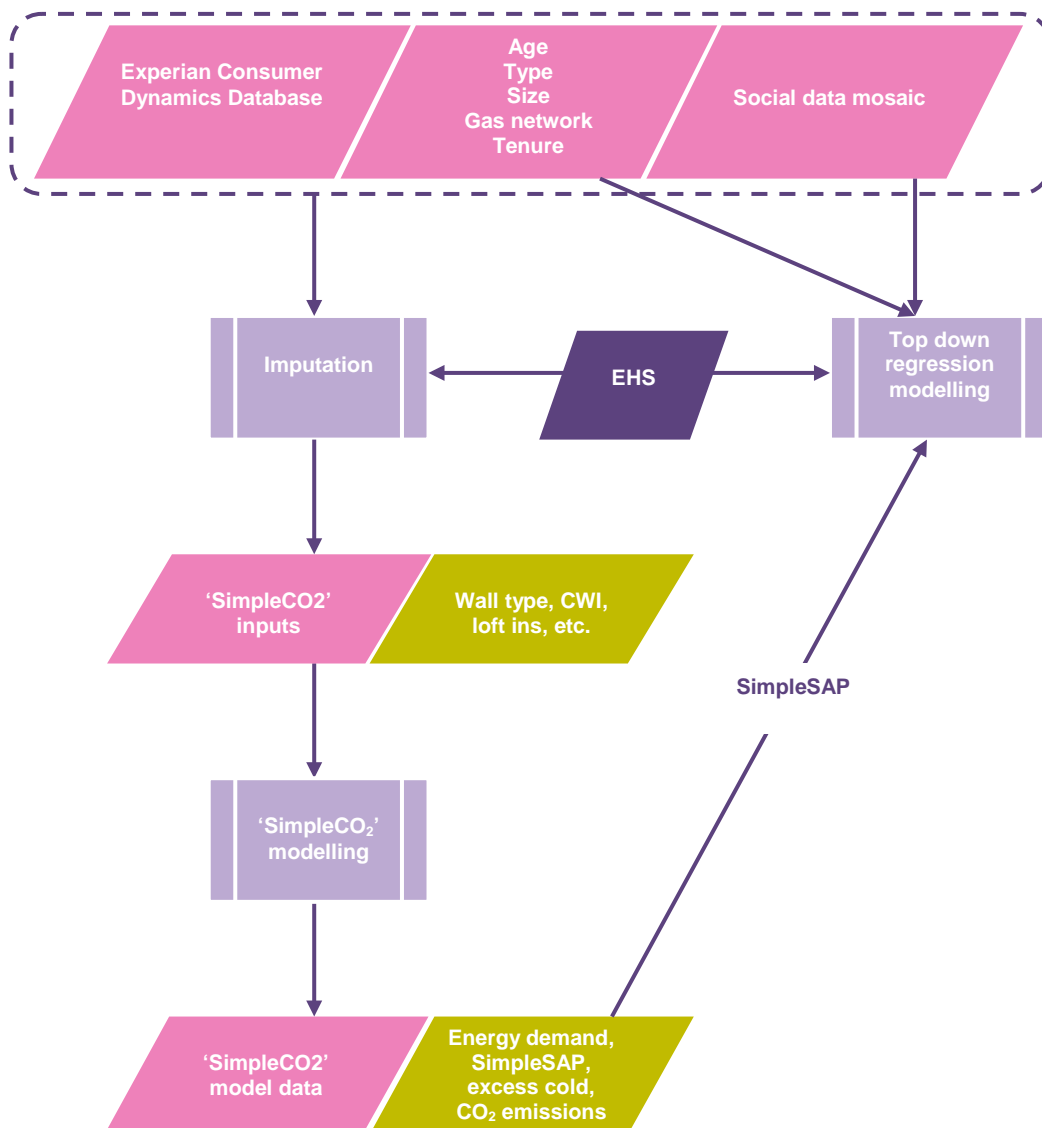 Experian Consumer
Dynamics Database
Age
Type
Size
Gas network
Tenure
Social data mosaic
Imputation
EHS
Top down
regression
modelling
‘SimpleCO2’
inputs
Wall type, CWI,
loft ins, etc.
SimpleSAP
‘SimpleCO₂’
modelling
‘SimpleCO2’
model data
Energy demand,
SimpleSAP,
excess cold,
CO₂ emissions